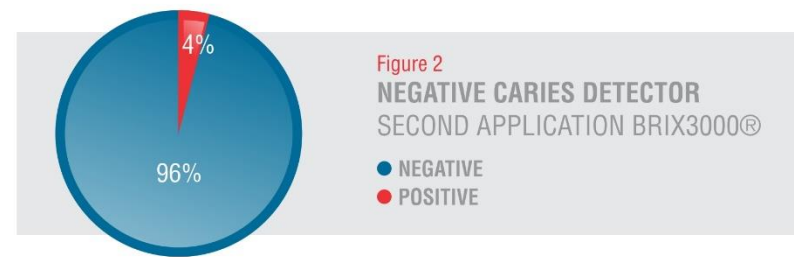 4%
96%
Figure 2
NEGATIVE CARIES DETECTOR
SECOND APPLICATION BRIX3000®
NEGATIVE
POSITIVE